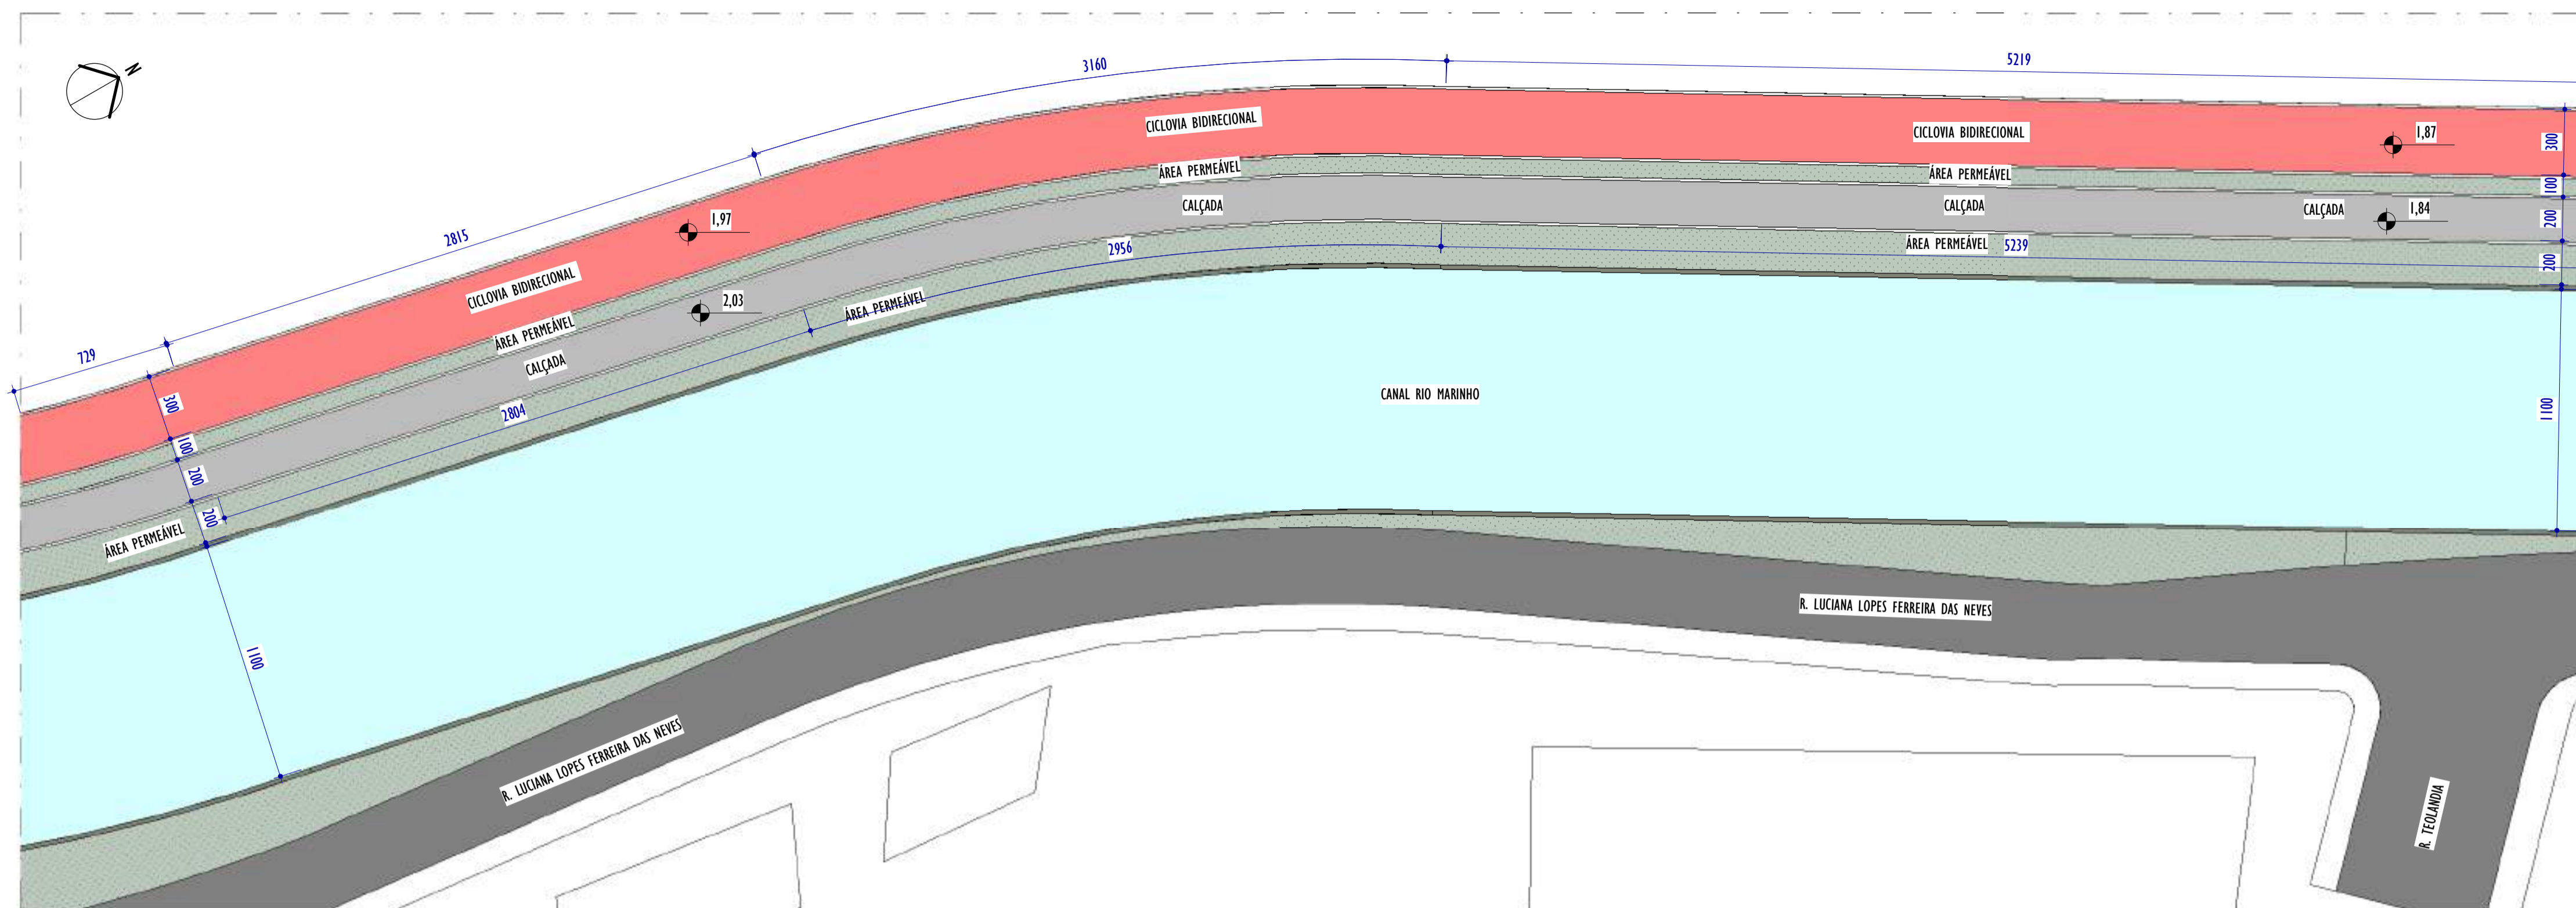 N
3160
5219
CICLOVIA BIDIRECIONAL
CICLOVIA BIDIRECIONAL
1,87
300
ÁREA PERMEÁVEL
ÁREA PERMEÁVEL
100
CALÇADA
CALÇADA
CALÇADA
1,84
200
1,97
2815
2956
ÁREA PERMEÁVEL
5239
200
CICLOVIA BIDIRECIONAL
2,03
ÁREA PERMEÁVEL
ÁREA PERMEÁVEL
729
CALÇADA
300
2804
CANAL RIO MARINHO
1100
100
200
200
ÁREA PERMEÁVEL
1100
R. LUCIANA LOPES FERREIRA DAS NEVES
R. LUCIANA LOPES FERREIRA DAS NEVES
R. TEOLANDIA